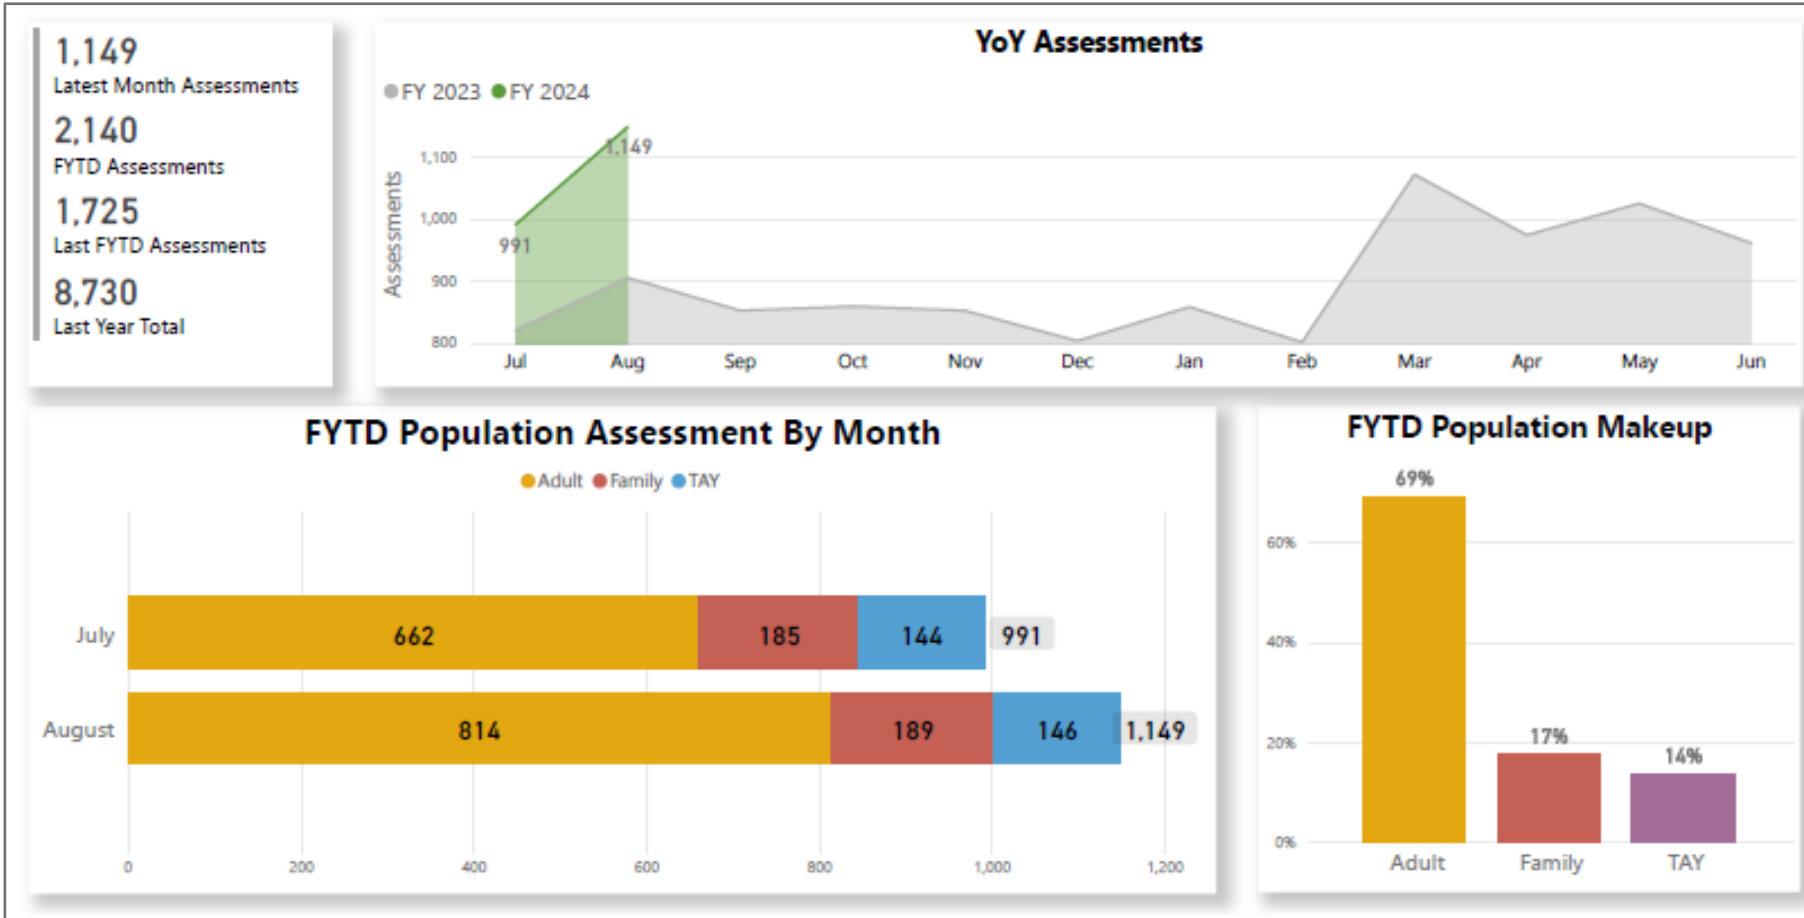 1,149
Latest Month Assessments
2,140
FYTD Assessments
1,725
Last FYTD Assessments
8,730
Last Year Total
YoY Assessments
FY 2023 FY 2024
Assessments
1,100
1,000
900
800
1,149
991
Jul Aug Sep Oct Nov Dec Jan Feb Mar Apr May Jun
FYTD Population Assessment By Month
Adult Family TAY
July 662 185 144 991
August 814 189 146 1,149
0 200 400 600 800 1,000 1,200
FYTD Population Makeup
69%
60%
40%
20%
0%
17%
14%
Adult Family TAY